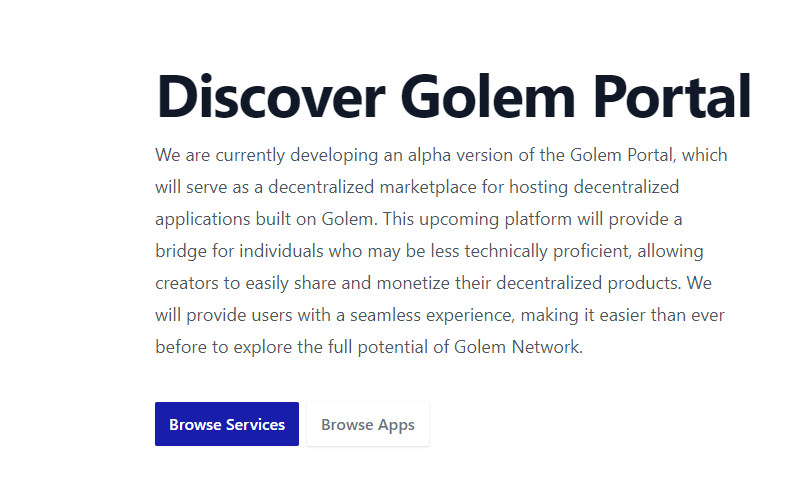 Discover Golem Portal
We are currently developing an alpha version of the Golem Portal, which
will serve as a decentralized marketplace for hosting decentralized
applications built on Golem. This upcoming platform will provide a
bridge for individuals who may be less technically proficient, allowing
creators to easily share and monetize their decentralized products. We
will provide users with a seamless experience, making it easier than ever
before to explore the full potential of Golem Network.
Browse Services
Browse Apps